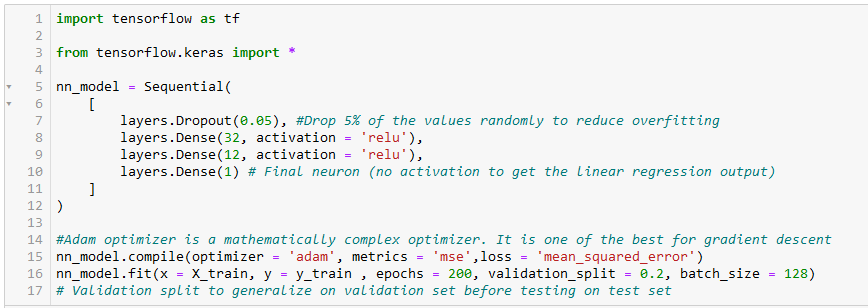 1 import tensorflow as tf
2
3 from tensorflow.keras import *
4
5 nn_model = Sequential(
6     [
7         layers.Dropout(0.05), #Drop 5% of the values randomly to reduce overfitting
8         layers.Dense(32, activation = 'relu'),
9         layers.Dense(12, activation = 'relu'),
10         layers.Dense(1) # Final neuron (no activation to get the linear regression output)
11     ]
12 )
13
14 #Adam optimizer is a mathematically complex optimizer. It is one of the best for gradient descent
15 nn_model.compile(optimizer = 'adam', metrics = 'mse',loss = 'mean_squared_error')
16 nn_model.fit(x = X_train, y = y_train , epochs = 200, validation_split = 0.2, batch_size = 128)
17 # Validation split to generalize on validation set before testing on test set